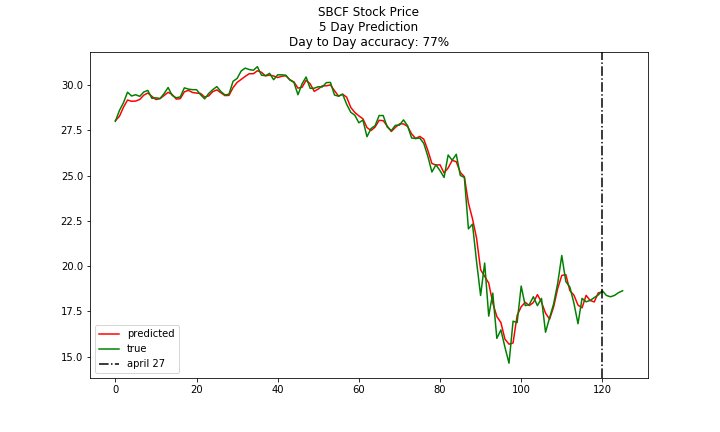 SBCF Stock Price
5 Day Prediction
Day to Day accuracy: 77%
30.0
27.5
25.0
22.5
20.0
17.5
15.0
predicted
true
april 27
0 20 40 60 80 100 120